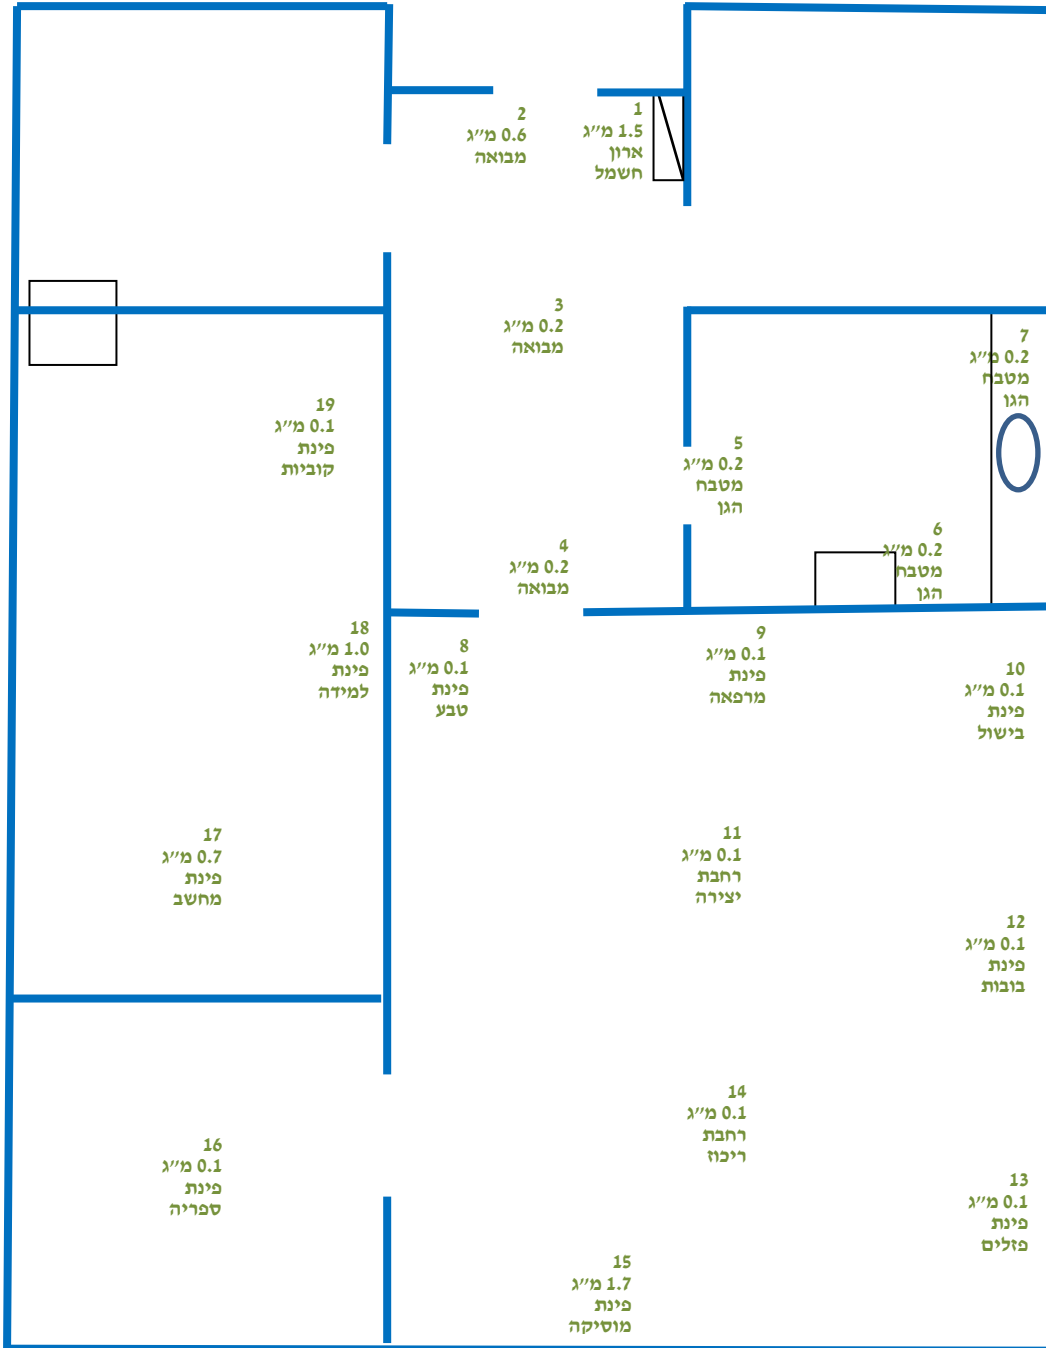 1
1.5 מ״ג
ארון
חשמל
2
0.6 מ״ג
מבואה
3
0.2 מ״ג
מבואה
4
0.2 מ״ג
מבואה
5
0.2 מ״ג
מטבח
הגן
6
0.2 מ״ג
מטבח
הגן
7
0.2 מ״ג
מטבח
הגן
8
0.1 מ״ג
פינת
טבע
9
0.1 מ״ג
פינת
מרפאה
10
0.1 מ״ג
פינת
בישול
11
0.1 מ״ג
רחבת
יצירה
12
0.1 מ״ג
פינת
בובות
13
0.1 מ״ג
פינת
פזלים
14
0.1 מ״ג
רחבת
ריכוז
15
1.7 מ״ג
פינת
מוסיקה
16
0.1 מ״ג
פינת
ספריה
17
0.7 מ״ג
פינת
מחשב
18
1.0 מ״ג
פינת
למידה
19
0.1 מ״ג
פינת
קוביות